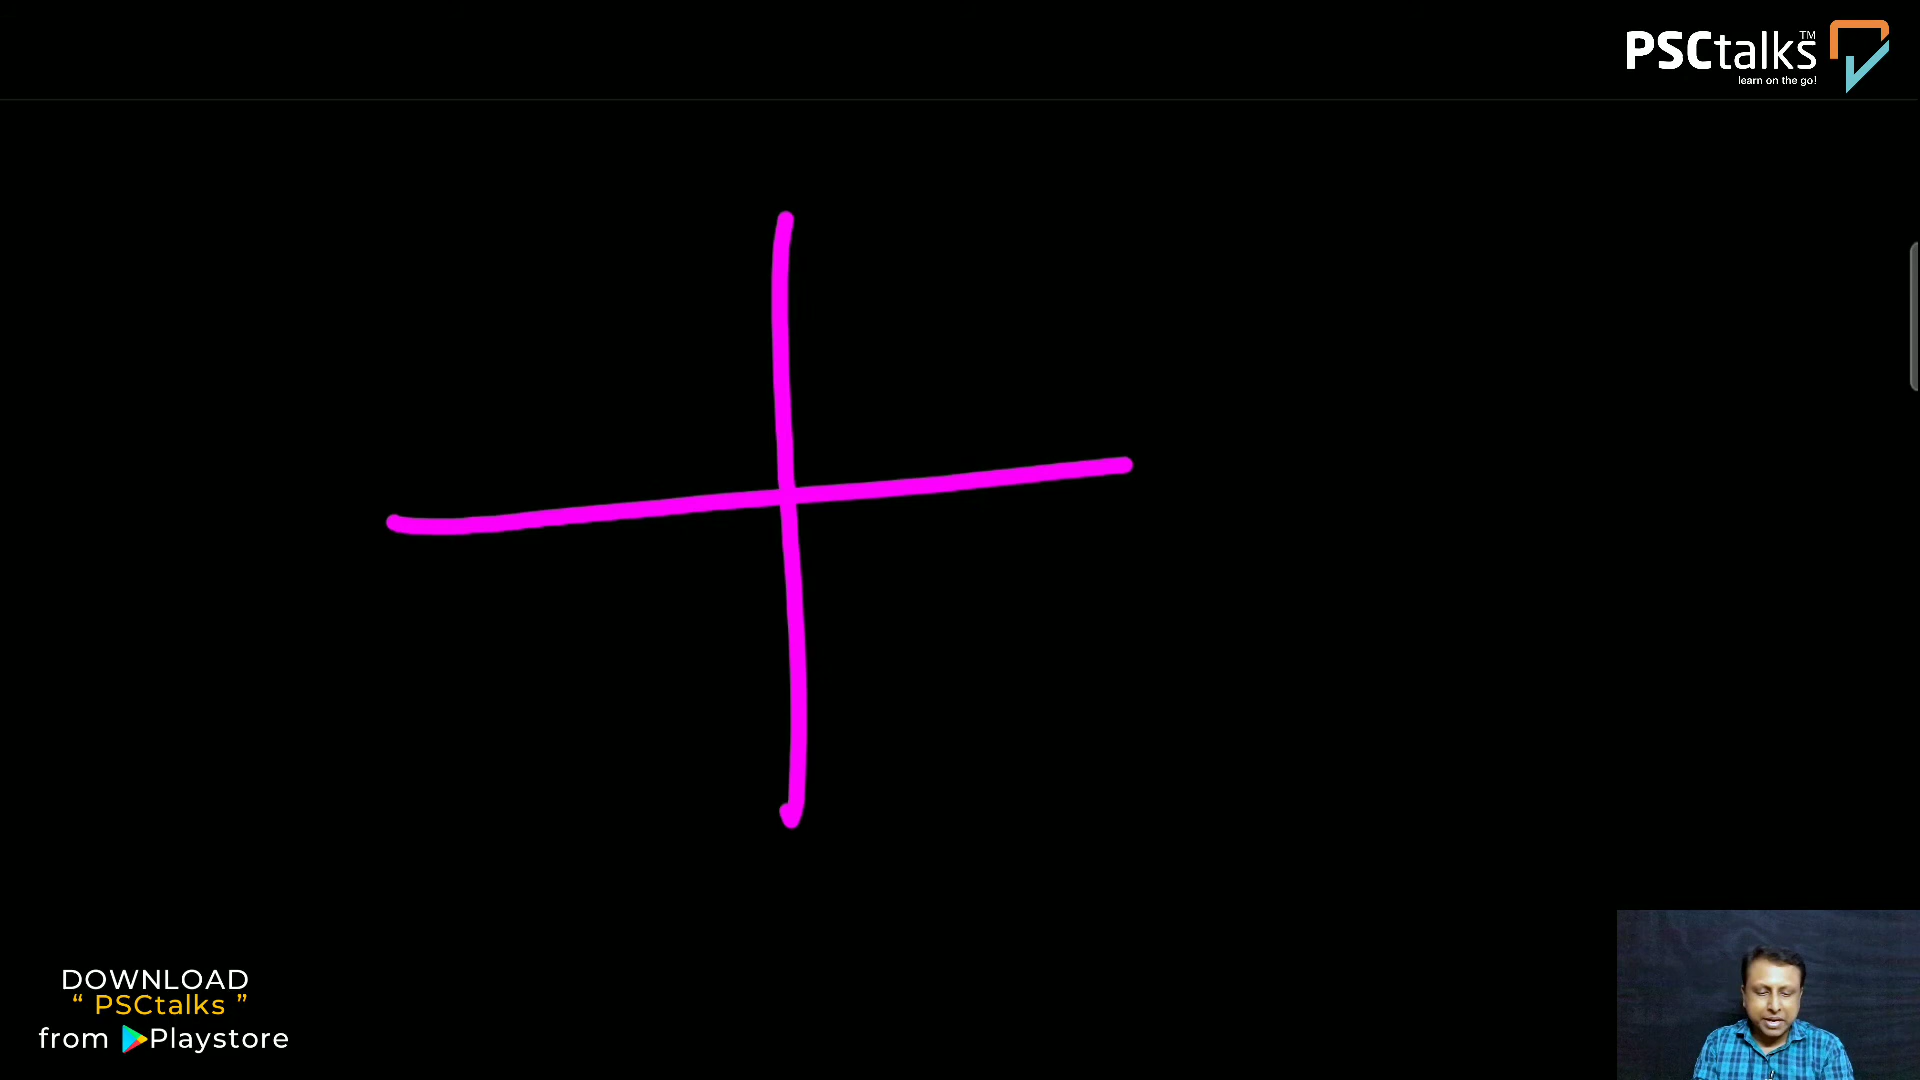 PSCtalks™
learn on the go!
DOWNLOAD
“ PSCtalks ”
from Playstore